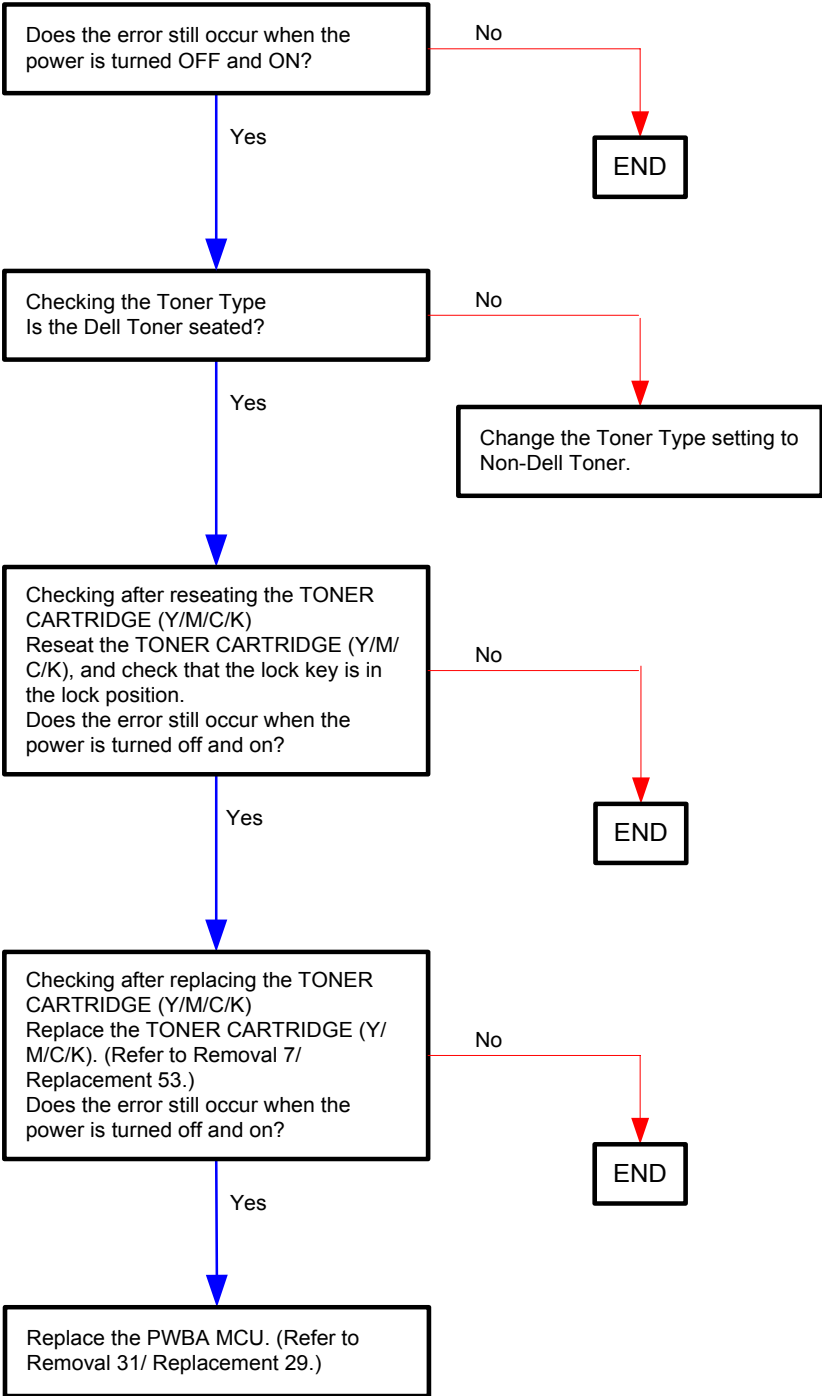 Does the error still occur when the
power is turned OFF and ON?
No
Yes
END
Checking the Toner Type
Is the Dell Toner seated?
No
Yes
Change the Toner Type setting to
Non-Dell Toner.
Checking after reseating the TONER
CARTRIDGE (Y/M/C/K)
Reseat the TONER CARTRIDGE (Y/M/
C/K), and check that the lock key is in
the lock position.
Does the error still occur when the
power is turned off and on?
No
Yes
END
Checking after replacing the TONER
CARTRIDGE (Y/M/C/K)
Replace the TONER CARTRIDGE (Y/
M/C/K). (Refer to Removal 7/
Replacement 53.)
Does the error still occur when the
power is turned off and on?
No
Yes
END
Replace the PWBA MCU. (Refer to
Removal 31/ Replacement 29.)